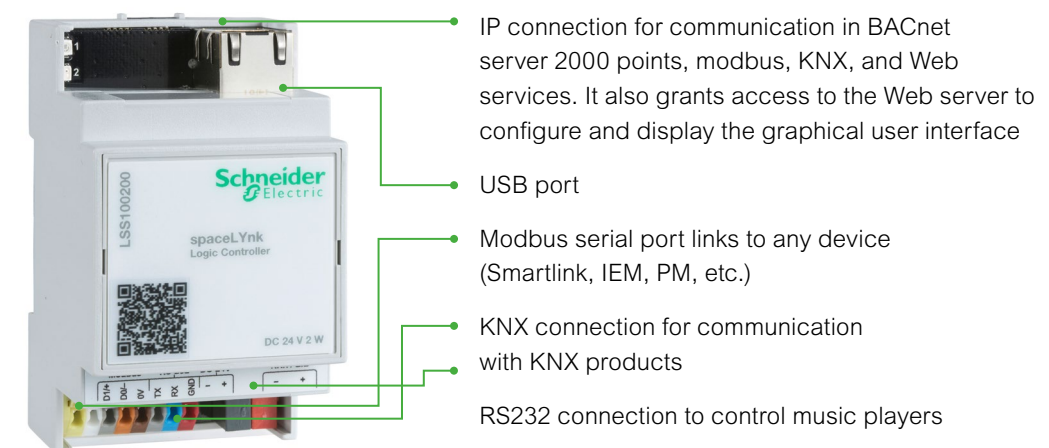 IP connection for communication in BACnet
server 2000 points, modbus, KNX, and Web
services. It also grants access to the Web server to
configure and display the graphical user interface
USB port
Modbus serial port links to any device
(Smartlink, IEM, PM, etc.)
KNX connection for communication
with KNX products
RS232 connection to control music players
1
2
LSS100200
Schneider
Electric
spaceLYnk
Logic Controller
DC 24 V 2 W
D1/+
D0/–
0V
TX
RX
GND
– +
– +